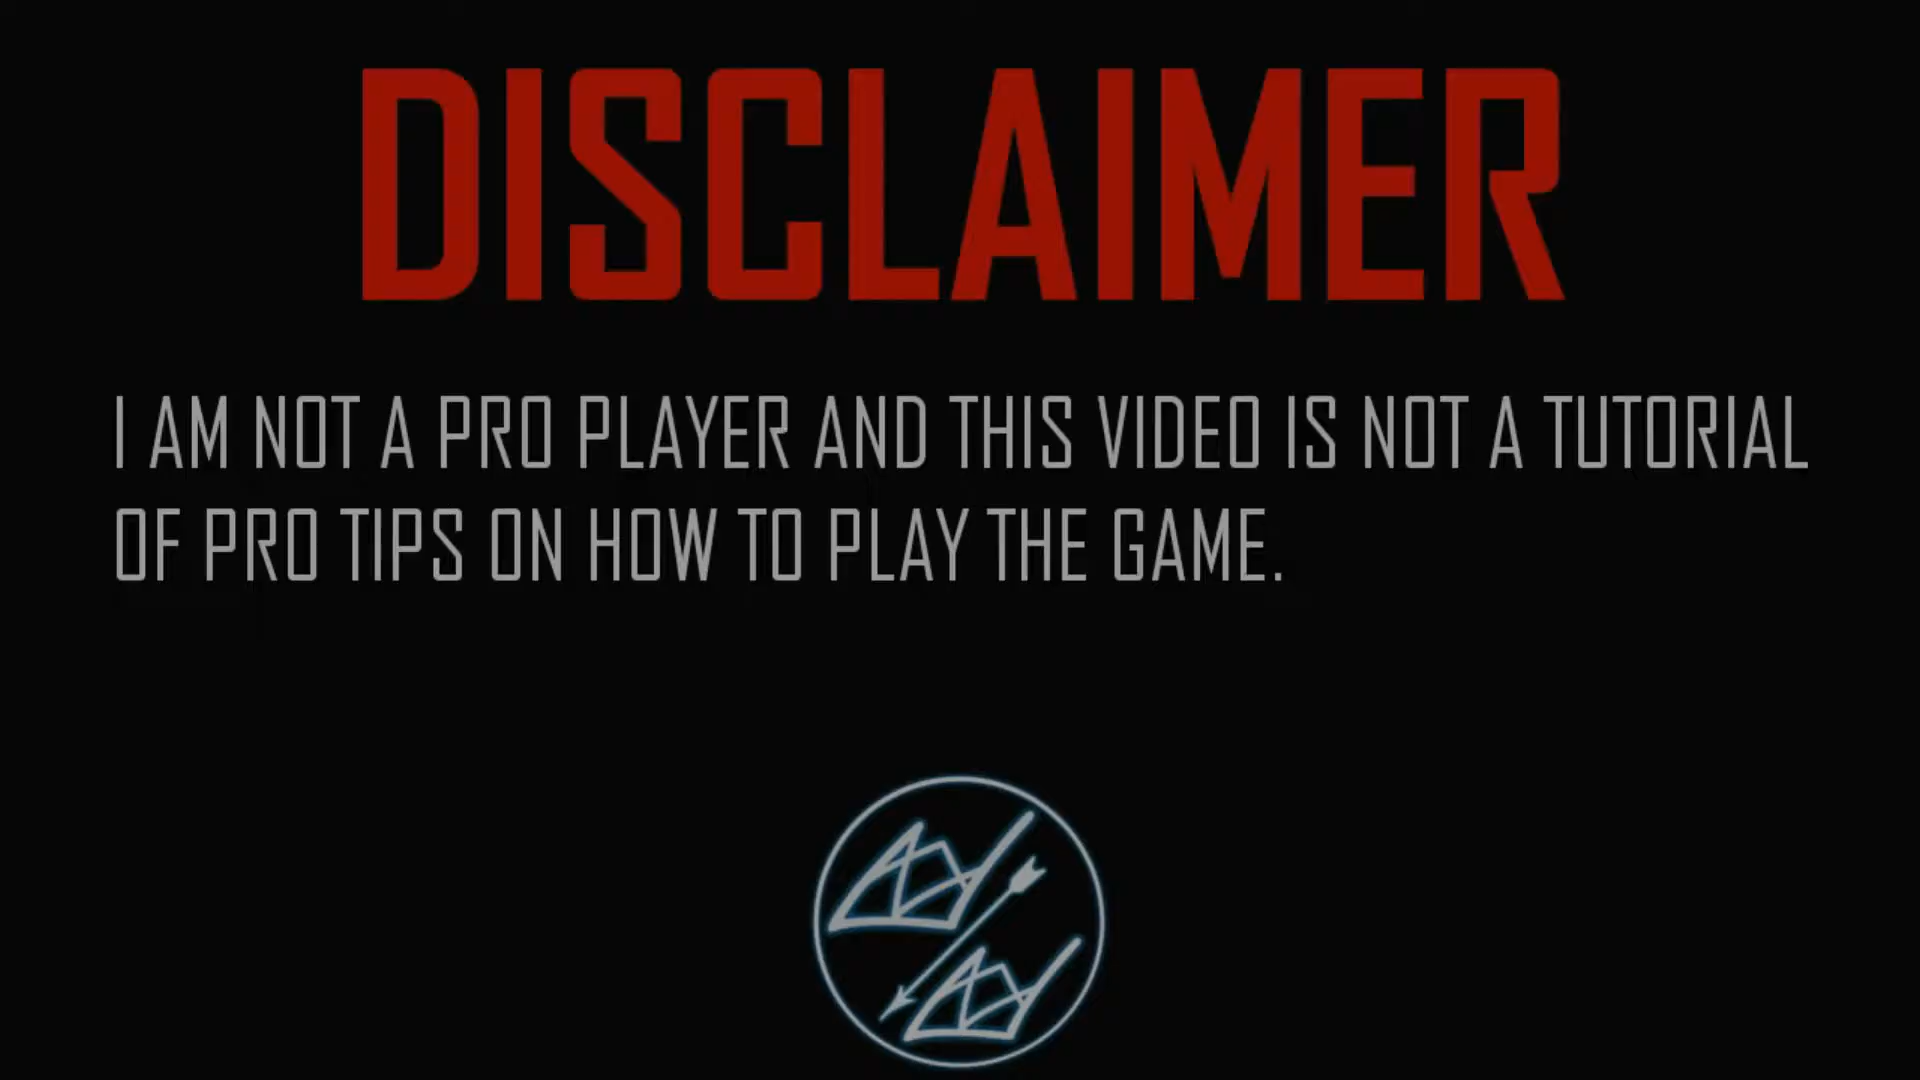 DISCLAIMER
I AM NOT A PRO PLAYER AND THIS VIDEO IS NOT A TUTORIAL
OF PRO TIPS ON HOW TO PLAY THE GAME.